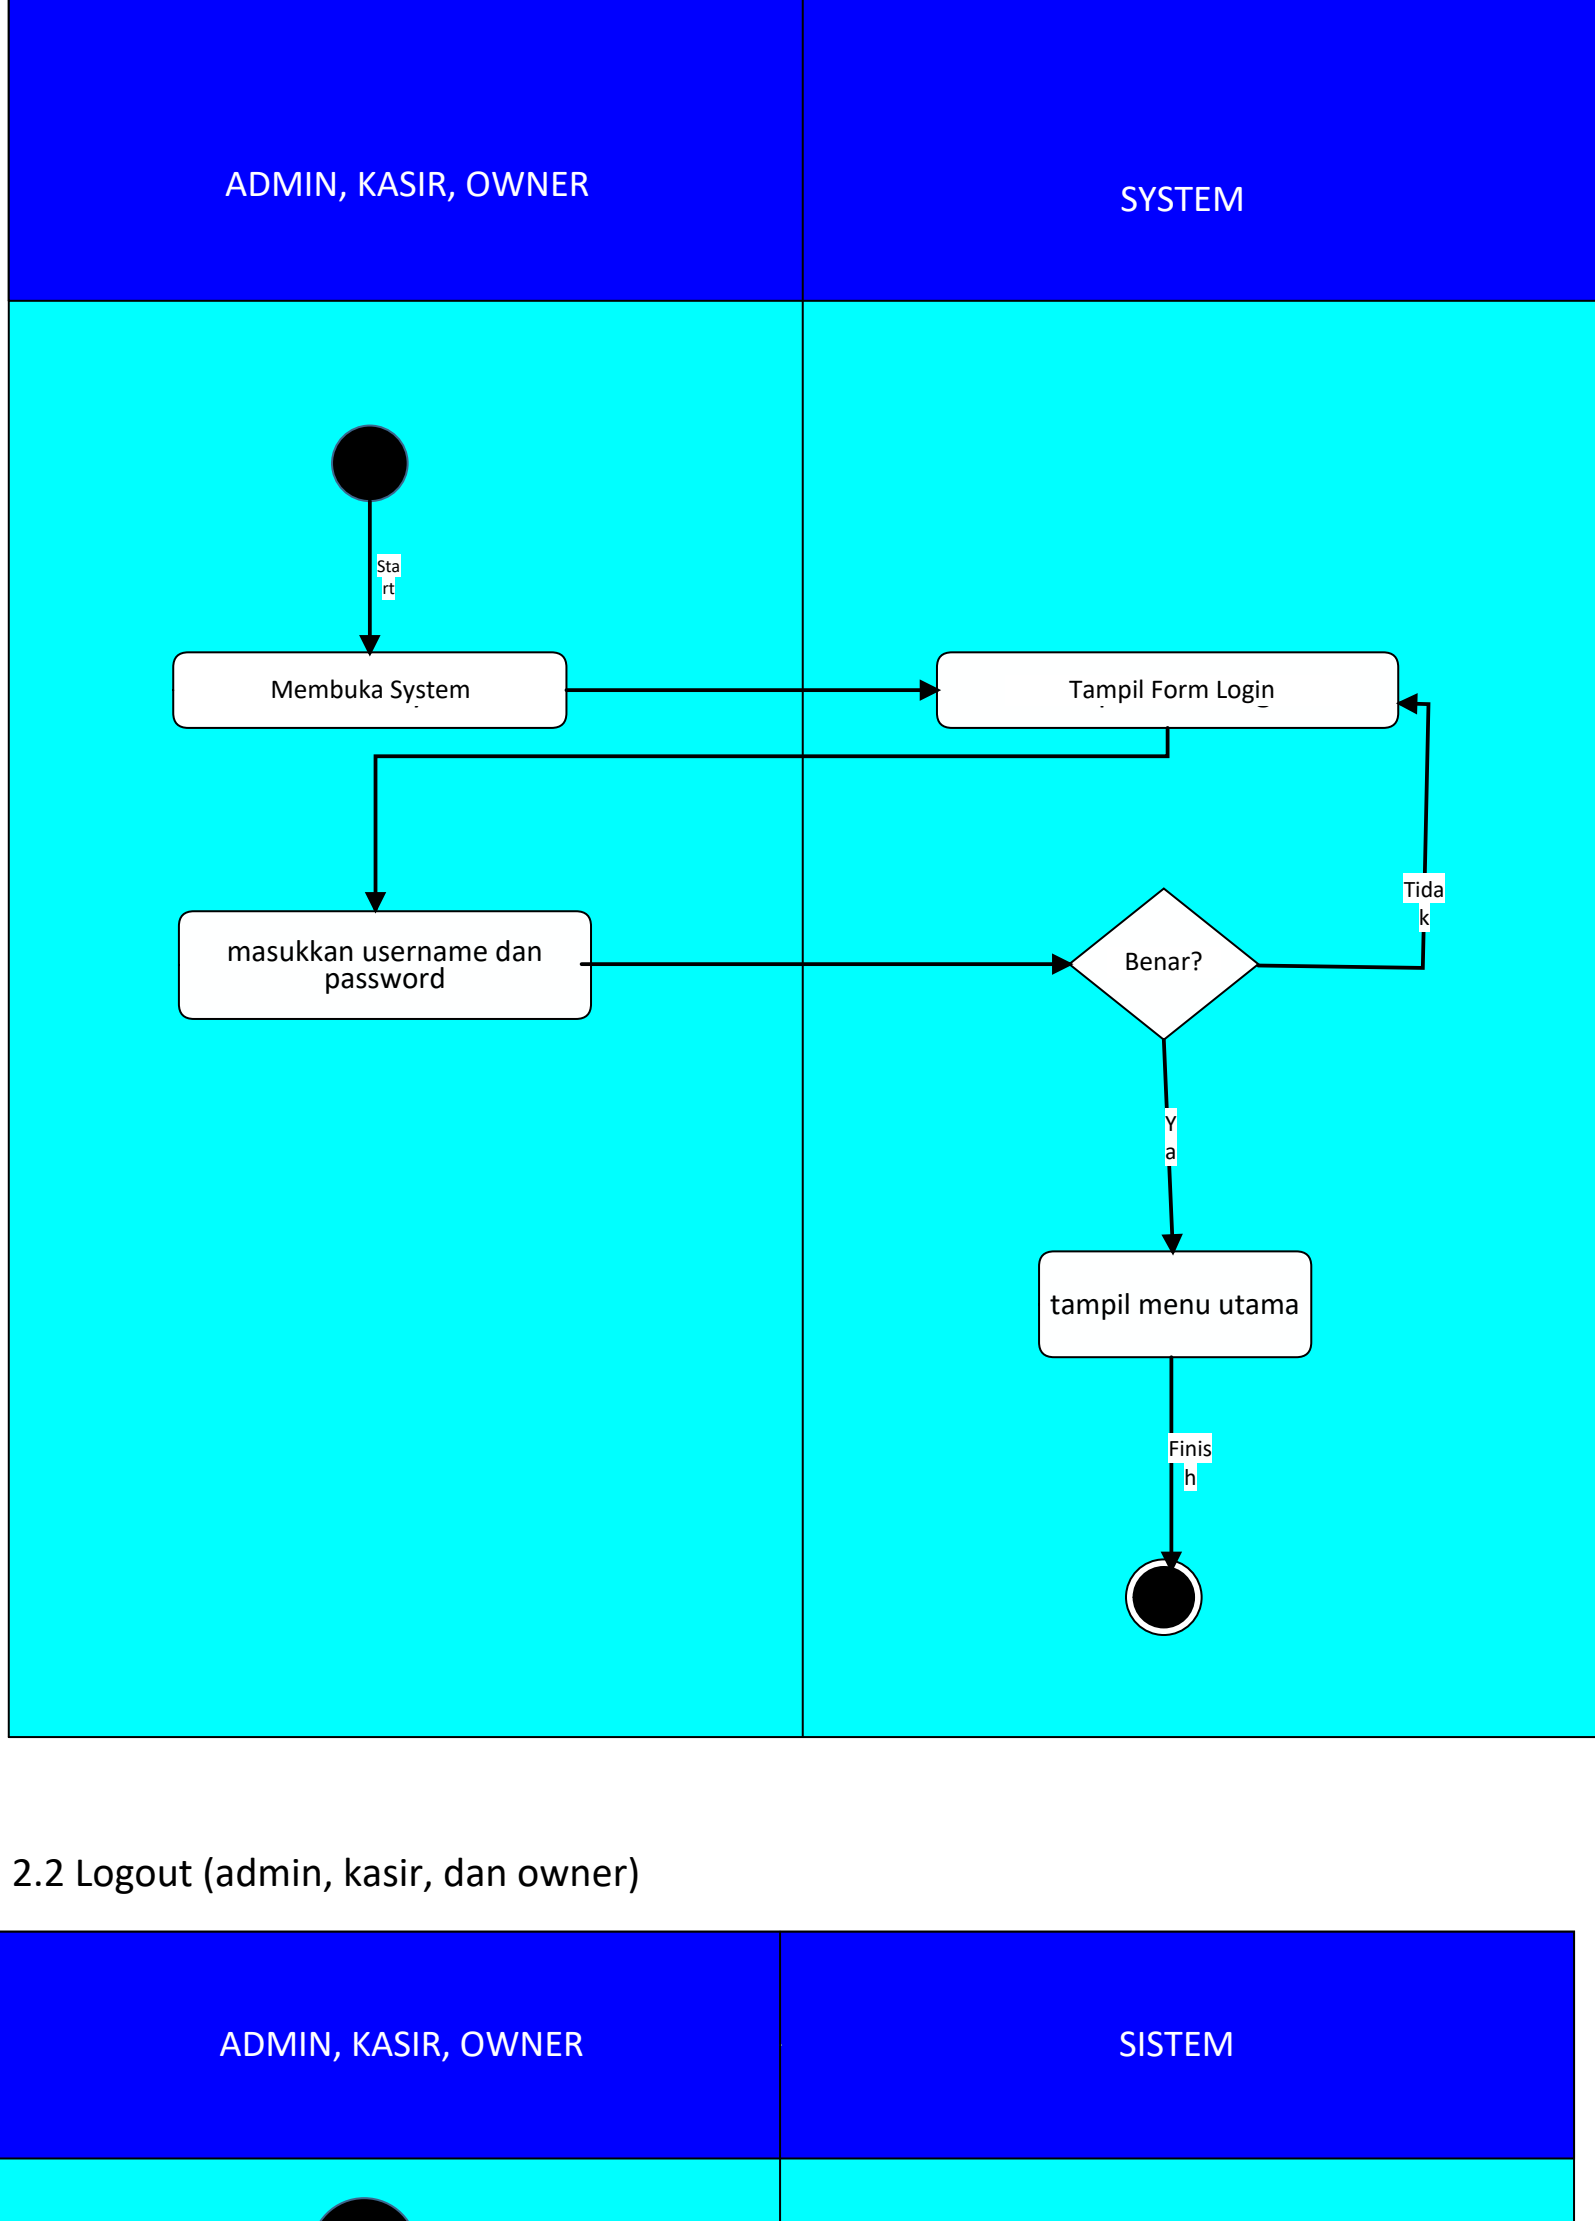 ADMIN, KASIR, OWNER
SYSTEM
Sta
rt
Membuka System
Tampil Form Login
masukkan username dan
password
Benar?
Tida
k
Y
a
tampil menu utama
Finis
h
2.2 Logout (admin, kasir, dan owner)
ADMIN, KASIR, OWNER
SISTEM